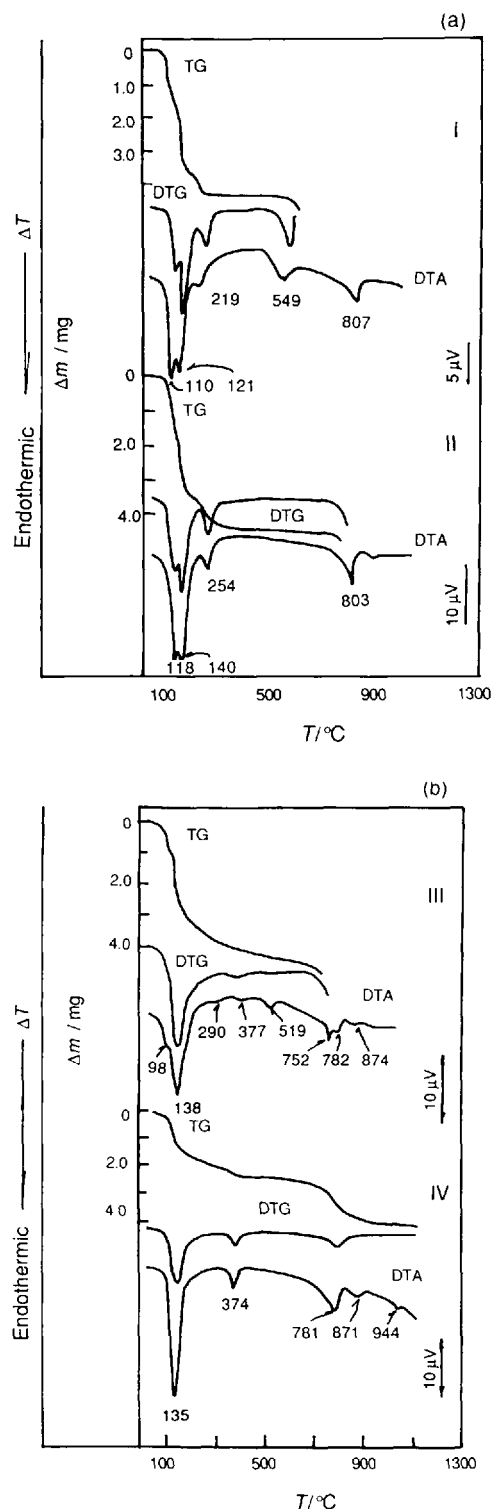 (a)
0
TG
1.0
2.0
I
3.0
DTG
ΔT
DTA
219
549
807
Δm / mg
5 µV
0
110
121
TG
Endothermic
2.0
II
DTG
4.0
DTA
254
803
10 µV
118
140
100
500
900
1300
T/°C
(b)
0
TG
2.0
III
4.0
DTG
ΔT
DTA
Δm / mg
290
377
519
98
752
782
874
10 µV
138
0
TG
2.0
IV
DTG
4.0
DTA
Endothermic
374
781
871
944
10 µV
135
100
500
900
1300
T/°C